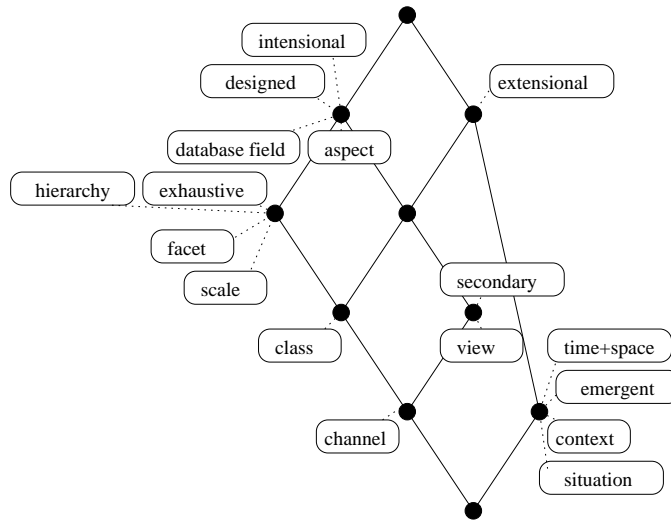 intensional
designed
extensional
database field
aspect
hierarchy
exhaustive
facet
scale
secondary
class
view
time+space
emergent
channel
context
situation